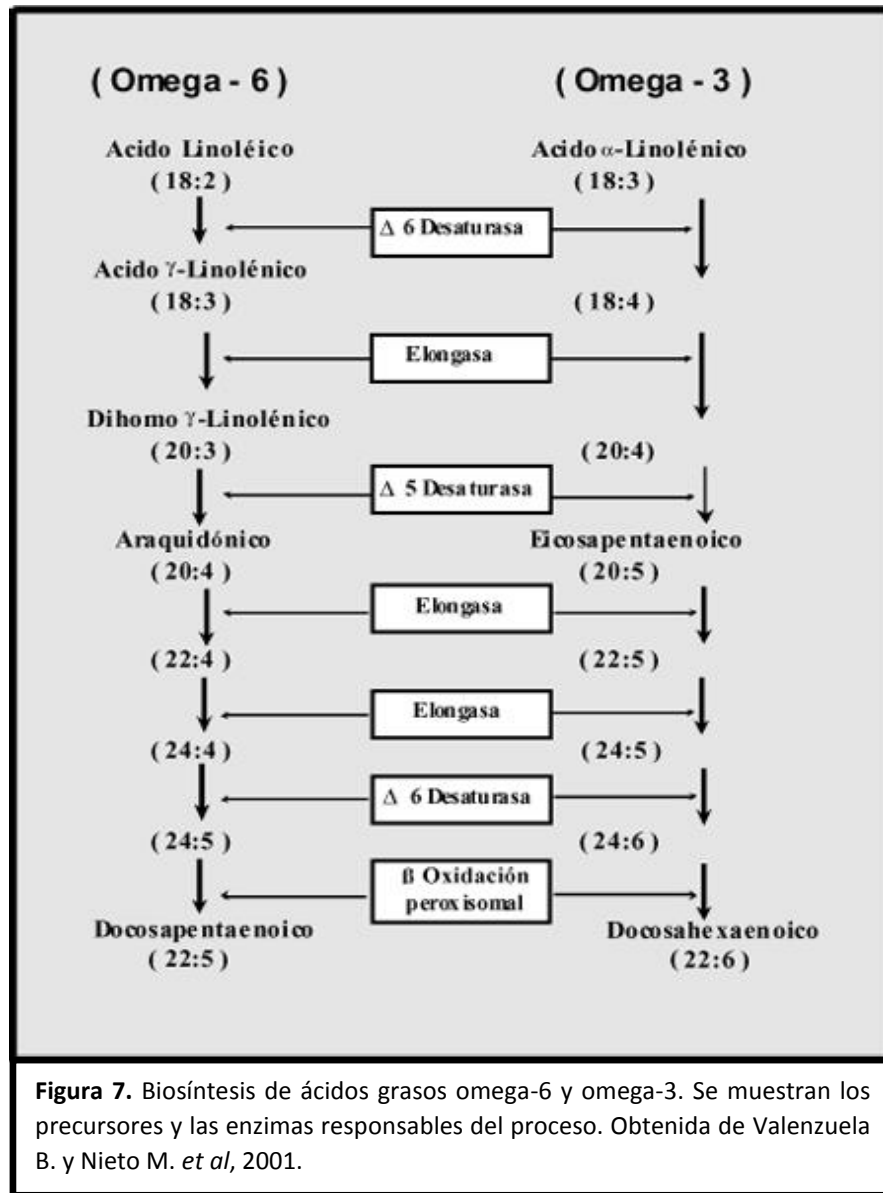 ( Omega - 6 ) ( Omega - 3 )
Acido Linoléico Acido α-Linolénico
( 18:2 ) ( 18:3 )
Δ 6 Desaturasa
Acido γ-Linolénico
( 18:3 ) ( 18:4 )
Elongasa
Dihomo γ-Linolénico
( 20:3 ) ( 20:4)
Δ 5 Desaturasa
Araquidónico Eicosapentaenoico
( 20:4 ) ( 20:5 )
Elongasa
( 22:4 ) ( 22:5 )
Elongasa
( 24:4 ) ( 24:5 )
Δ 6 Desaturasa
( 24:5 ) ( 24:6 )
ß Oxidación
peroxisomal
Docosapentaenoico Docosahexaenoico
( 22:5 ) ( 22:6 )
Figura 7. Biosíntesis de ácidos grasos omega-6 y omega-3. Se muestran los
precursores y las enzimas responsables del proceso. Obtenida de Valenzuela
B. y Nieto M. et al, 2001.